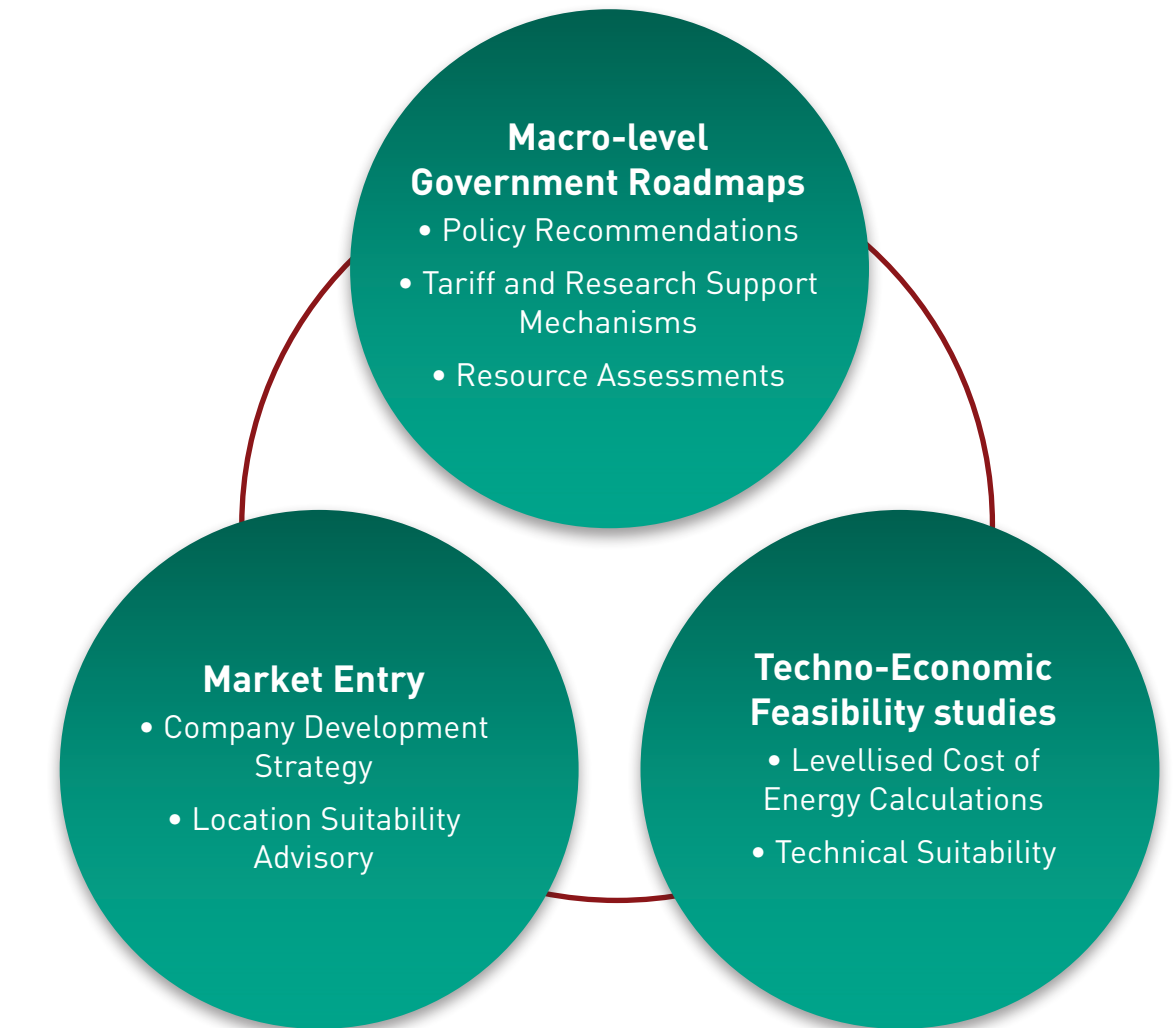 Macro-level
Government Roadmaps
• Policy Recommendations
• Tariff and Research Support
Mechanisms
• Resource Assessments
Market Entry
• Company Development
Strategy
• Location Suitability
Advisory
Techno-Economic
Feasibility studies
• Levellised Cost of
Energy Calculations
• Technical Suitability